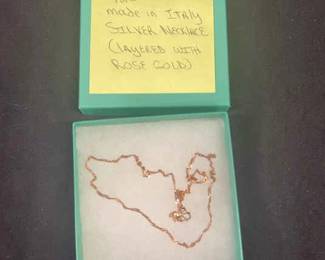 made in Italy
SILVER NECKLACE
(LAYERED WITH
ROSE GOLD)